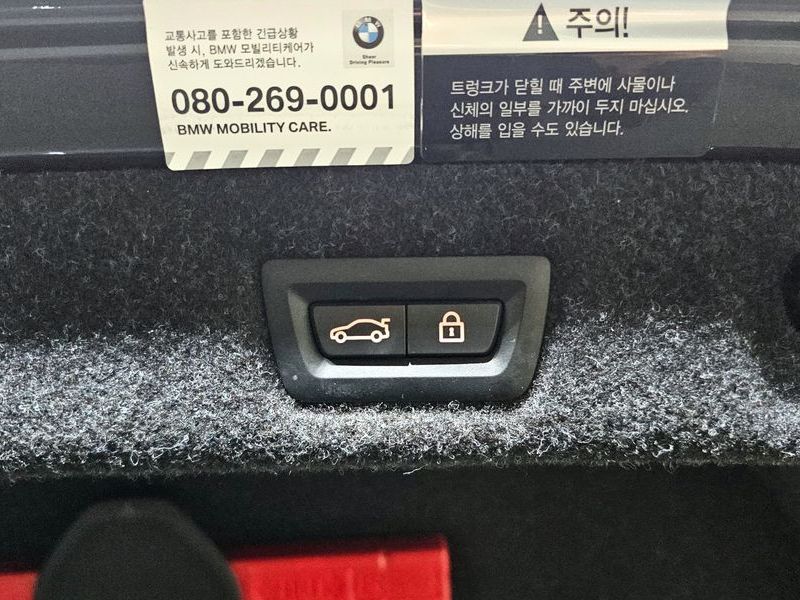 교통사고를 포함한 긴급상황
발생 시, BMW 모빌리티케어가
신속하게 도와드리겠습니다.
BMW
Sheer
Driving Pleasure
080-269-0001
BMW MOBILITY CARE.
주의!
트렁크가 닫힐 때 주변에 사물이나
신체의 일부를 가까이 두지 마십시오.
상해를 입을 수도 있습니다.